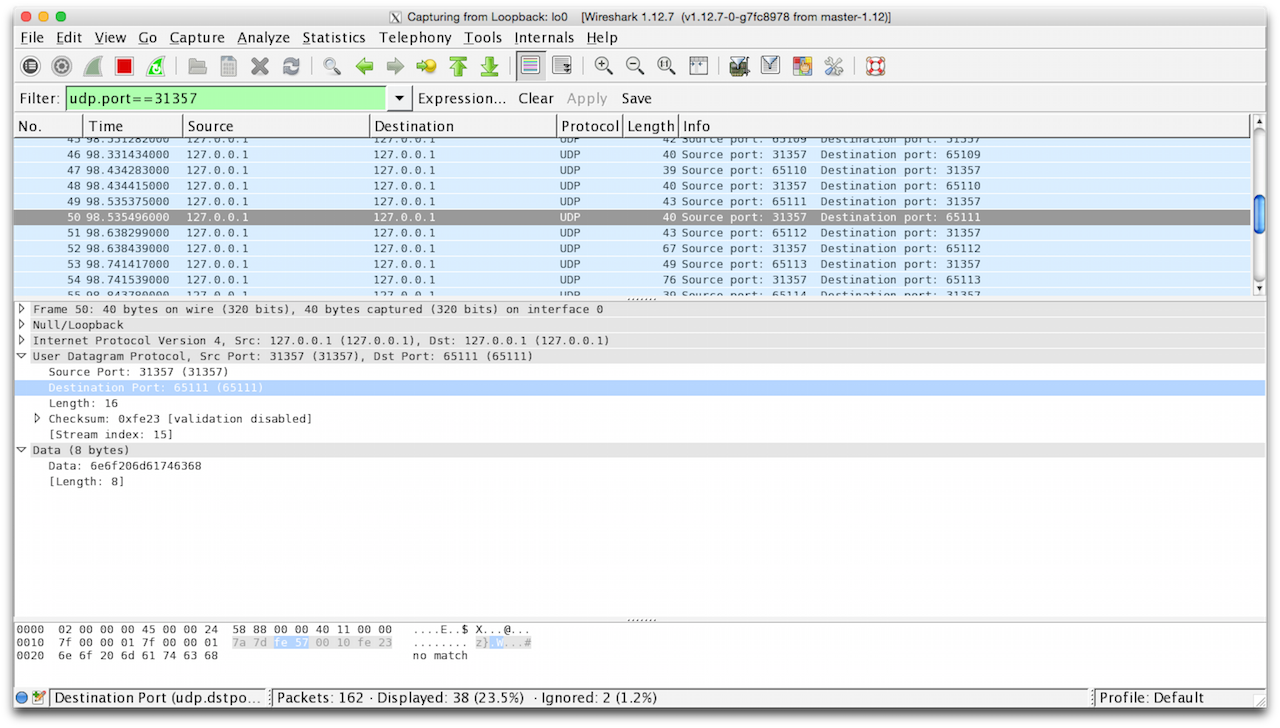 Capturing from Loopback: lo0 [Wireshark 1.12.7 (v1.12.7-0-g7fc8978 from master-1.12)]
File Edit View Go Capture Analyze Statistics Telephony Tools Internals Help
Filter: udp.port==31357 Expression... Clear Apply Save
No. Time Source Destination Protocol Length Info
45 98.331282000 127.0.0.1 127.0.0.1 UDP 42 Source port: 65109 Destination port: 31357
46 98.331434000 127.0.0.1 127.0.0.1 UDP 40 Source port: 31357 Destination port: 65109
47 98.434283000 127.0.0.1 127.0.0.1 UDP 39 Source port: 65110 Destination port: 31357
48 98.434415000 127.0.0.1 127.0.0.1 UDP 40 Source port: 31357 Destination port: 65110
49 98.535375000 127.0.0.1 127.0.0.1 UDP 43 Source port: 65111 Destination port: 31357
50 98.535496000 127.0.0.1 127.0.0.1 UDP 40 Source port: 31357 Destination port: 65111
51 98.638299000 127.0.0.1 127.0.0.1 UDP 43 Source port: 65112 Destination port: 31357
52 98.638439000 127.0.0.1 127.0.0.1 UDP 67 Source port: 31357 Destination port: 65112
53 98.741417000 127.0.0.1 127.0.0.1 UDP 49 Source port: 65113 Destination port: 31357
54 98.741539000 127.0.0.1 127.0.0.1 UDP 76 Source port: 31357 Destination port: 65113
55 98.843780000 127.0.0.1 127.0.0.1 UDP 39 Source port: 65114 Destination port: 31357
Frame 50: 40 bytes on wire (320 bits), 40 bytes captured (320 bits) on interface 0
Null/Loopback
Internet Protocol Version 4, Src: 127.0.0.1 (127.0.0.1), Dst: 127.0.0.1 (127.0.0.1)
User Datagram Protocol, Src Port: 31357 (31357), Dst Port: 65111 (65111)
Source Port: 31357 (31357)
Destination Port: 65111 (65111)
Length: 16
Checksum: 0xfe23 [validation disabled]
[Stream index: 15]
Data (8 bytes)
Data: 6e6f206d61746368
[Length: 8]
0000 02 00 00 00 45 00 00 24 58 88 00 00 40 11 00 00 ....E..$ X...@...
0010 7f 00 00 01 7f 00 00 01 7a 7d fe 57 00 10 fe 23 ........ z}.W...#
0020 6e 6f 20 6d 61 74 63 68 no match
Destination Port (udp.dstpo... Packets: 162 · Displayed: 38 (23.5%) · Ignored: 2 (1.2%) Profile: Default